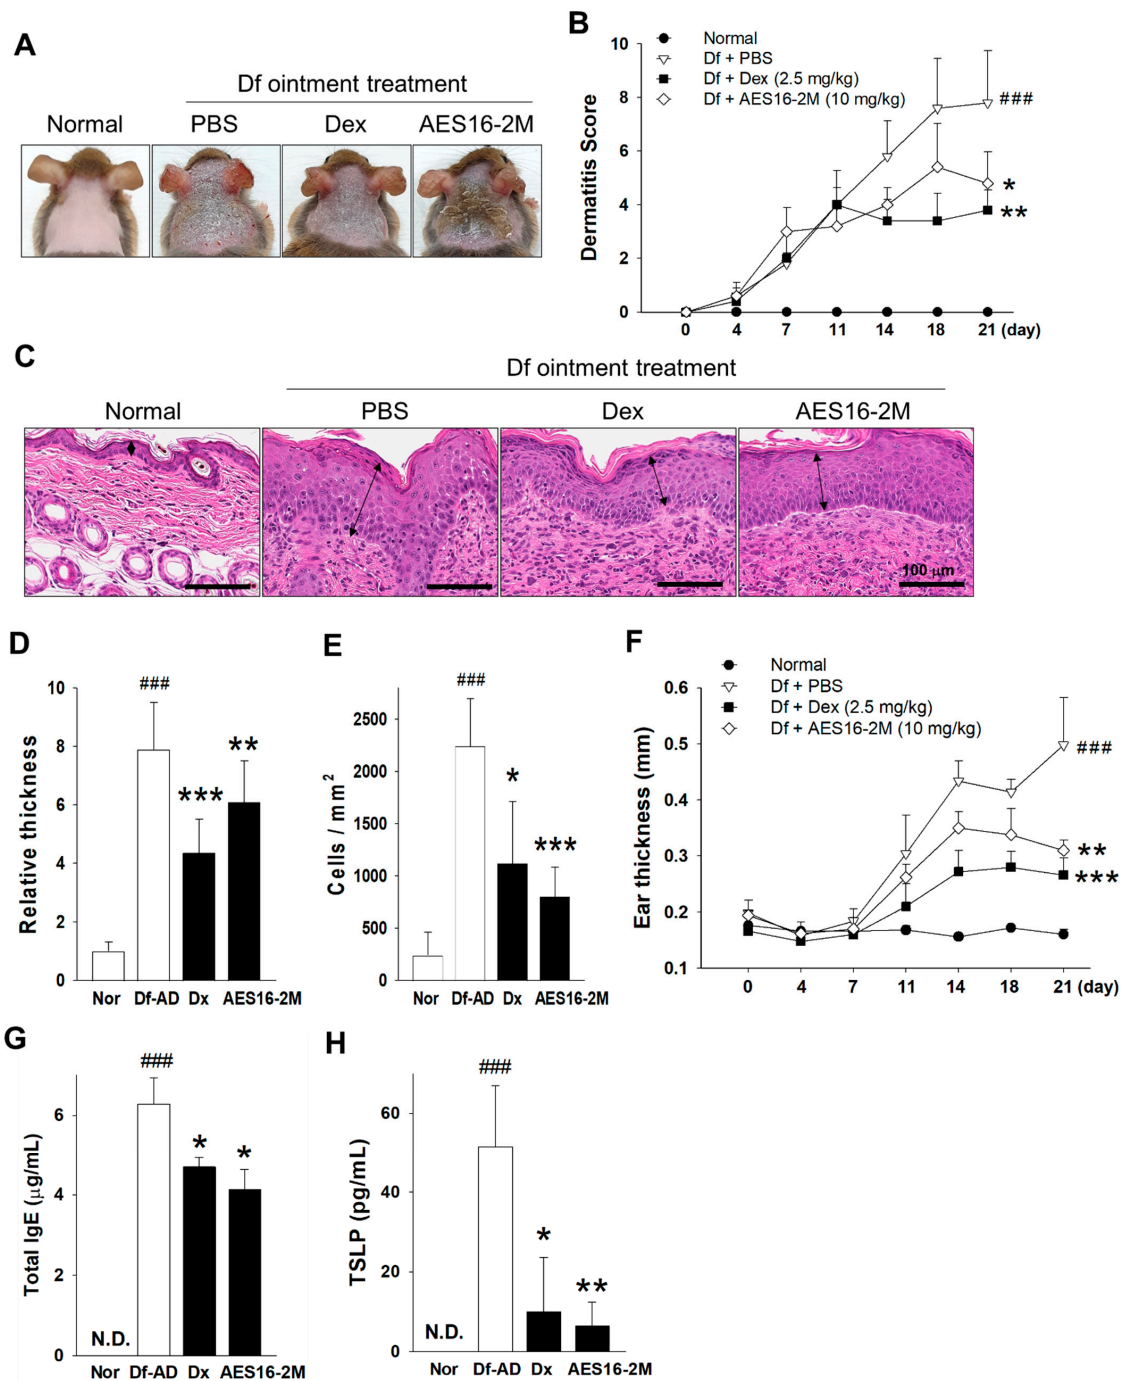 A
Df ointment treatment
Normal PBS Dex AES16-2M
B
Normal
Df + PBS
Df + Dex (2.5 mg/kg)
Df + AES16-2M (10 mg/kg)
Dermatitis Score
10
8
6
4
2
0
###
*
**
0 4 7 11 14 18 21 (day)
C
Df ointment treatment
Normal PBS Dex AES16-2M
100 μm
D
Relative thickness
10
8
6
4
2
0
###
***
**
Nor Df-AD Dx AES16-2M
E
Cells / mm²
2500
2000
1500
1000
500
0
###
*
***
Nor Df-AD Dx AES16-2M
F
Normal
Df + PBS
Df + Dex (2.5 mg/kg)
Df + AES16-2M (10 mg/kg)
Ear thickness (mm)
0.6
0.5
0.4
0.3
0.2
0.1
###
**
***
0 4 7 11 14 18 21 (day)
G
Total IgE (μg/mL)
6
4
2
0
###
*
*
N.D.
Nor Df-AD Dx AES16-2M
H
TSLP (pg/mL)
60
40
20
0
###
*
**
N.D.
Nor Df-AD Dx AES16-2M